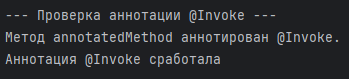 --- Проверка аннотации @Invoke ---
Метод annotatedMethod аннотирован @Invoke.
Аннотация @Invoke сработала